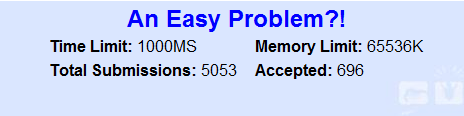 An Easy Problem?!
Time Limit: 1000MS Memory Limit: 65536K
Total Submissions: 5053 Accepted: 696